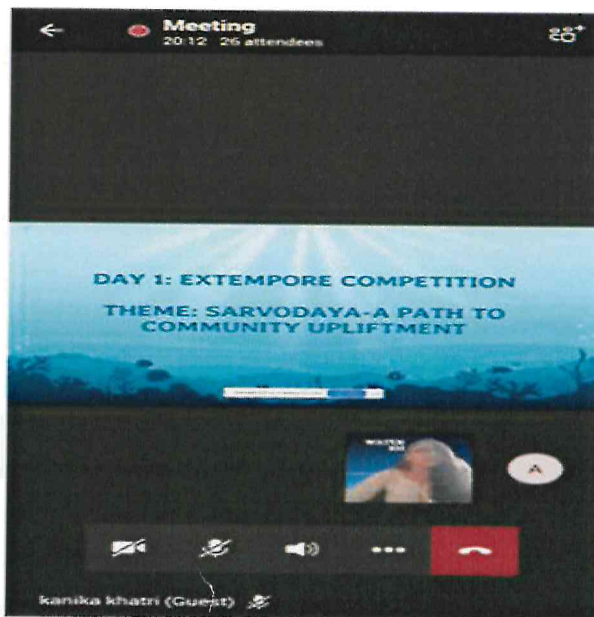 Meeting
20:12 26 attendees
DAY 1: EXTEMPORE COMPETITION
THEME: SARVODAYA-A PATH TO
COMMUNITY UPLIFTMENT
A
kanika khatri (Guest)